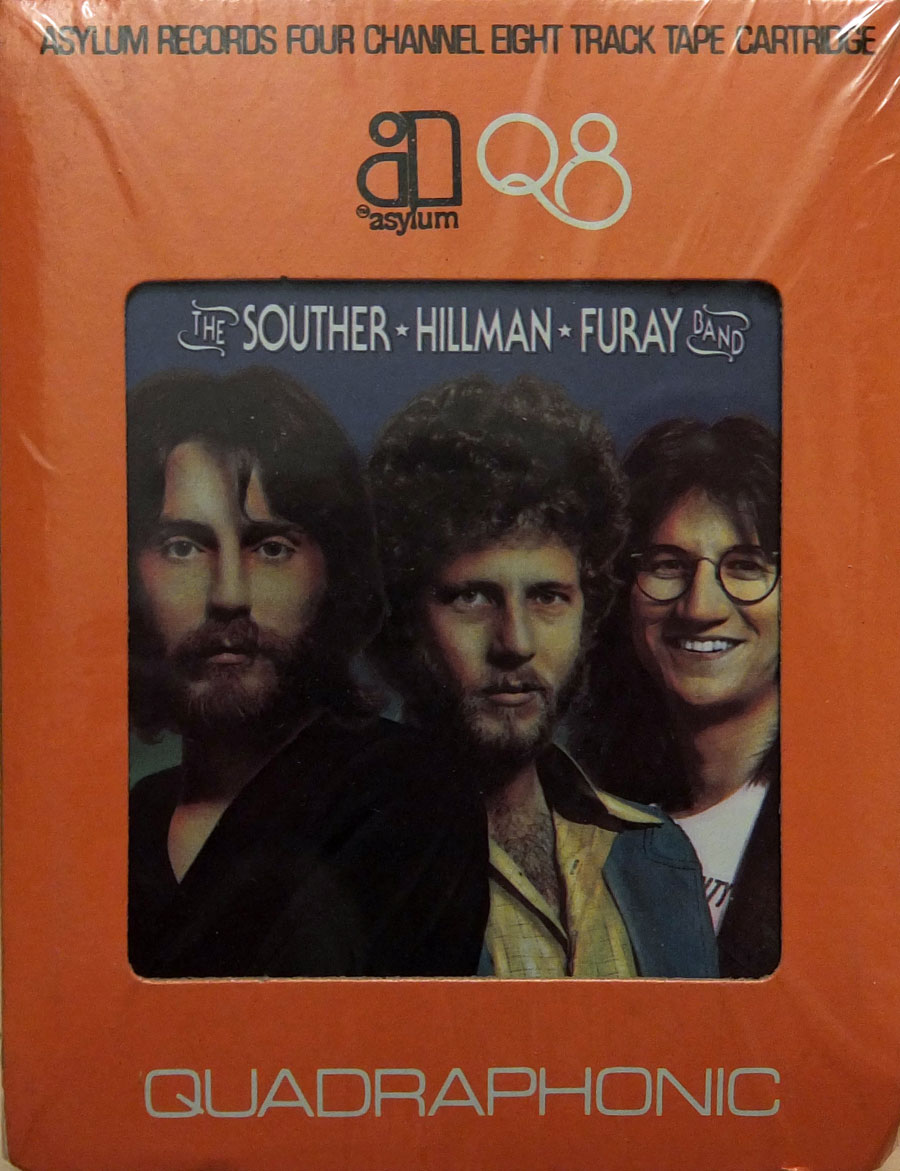 ASYLUM RECORDS FOUR CHANNEL EIGHT TRACK TAPE CARTRIDGE
Q8
asylum
THE SOUTHER ★ HILLMAN ★ FURAY BAND
QUADRAPHONIC